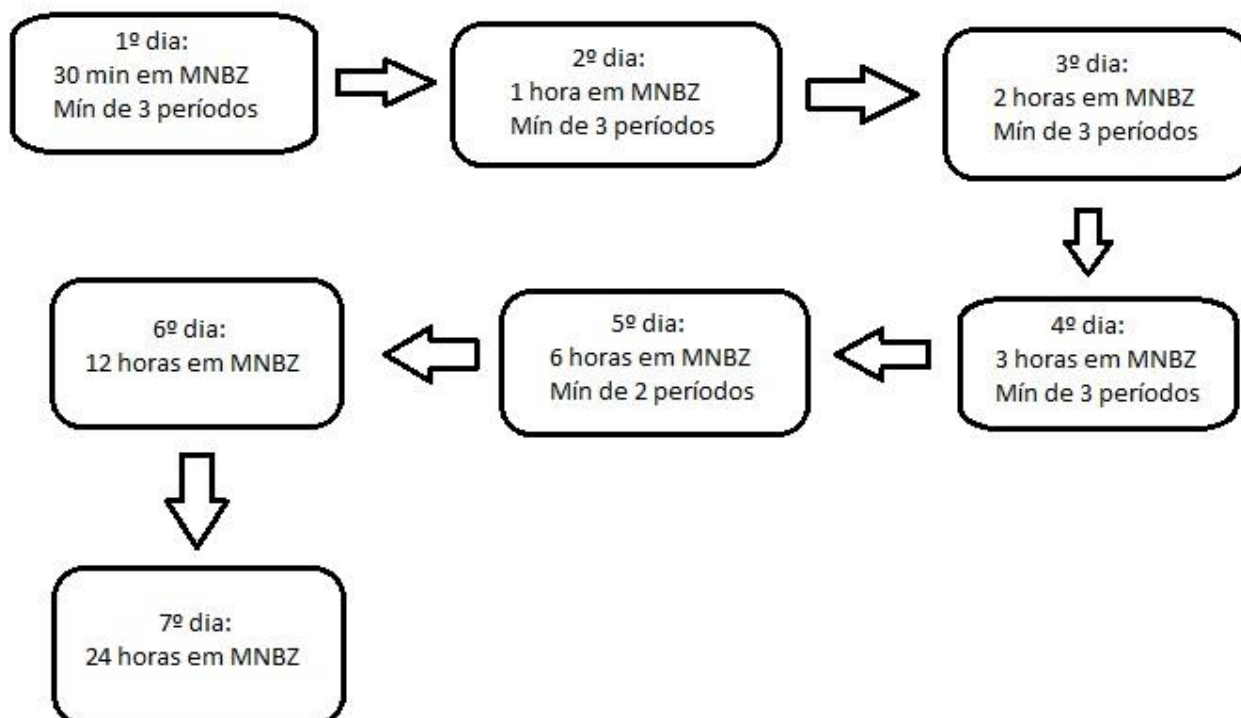 1º dia:
30 min em MNBZ
Mín de 3 períodos
2º dia:
1 hora em MNBZ
Mín de 3 períodos
3º dia:
2 horas em MNBZ
Mín de 3 períodos
4º dia:
3 horas em MNBZ
Mín de 3 períodos
5º dia:
6 horas em MNBZ
Mín de 2 períodos
6º dia:
12 horas em MNBZ
7º dia:
24 horas em MNBZ